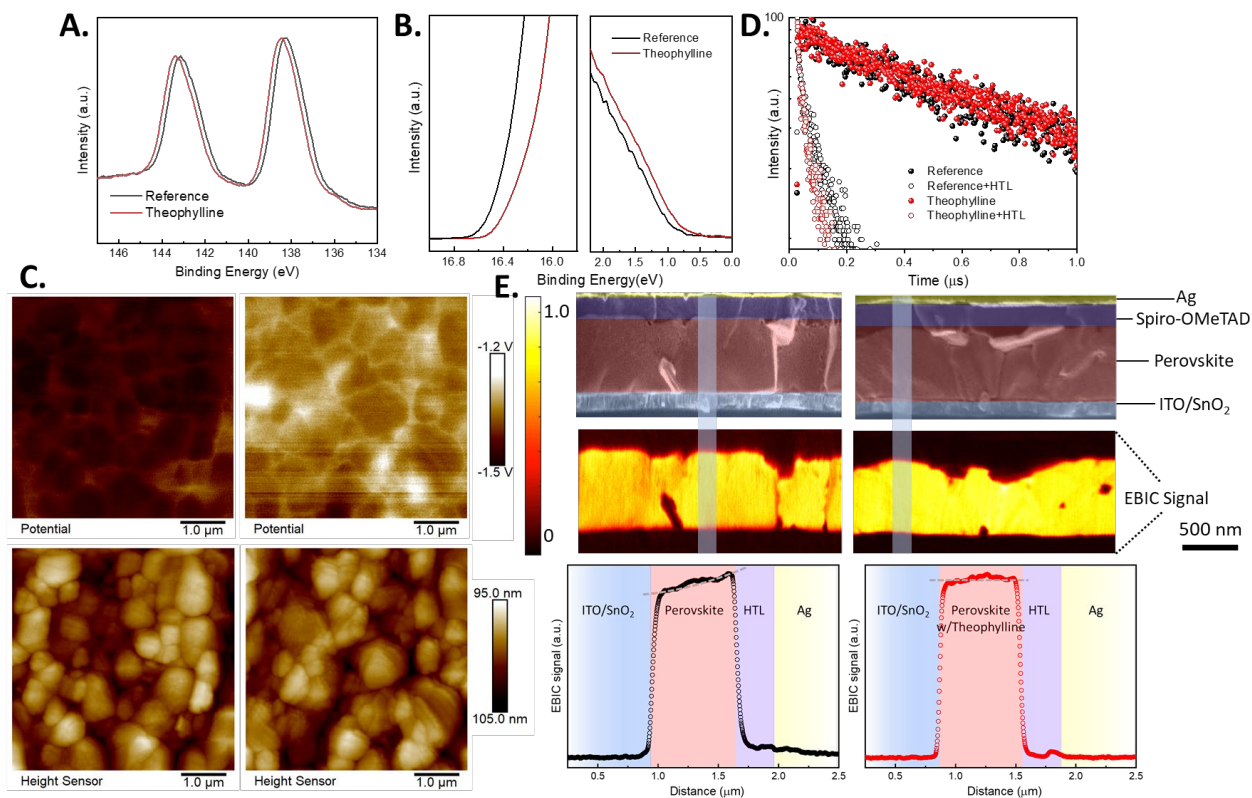 A.
Intensity (a.u.)
Reference
Theophylline
146
144
142
140
138
136
134
Binding Energy (eV)
B.
Intensity (a.u.)
Reference
Theophylline
16.8
16.4
16.0
2.0
1.5
1.0
0.5
0.0
Binding Energy(eV)
D.
100
Intensity (a.u.)
Reference
Reference+HTL
Theophylline
Theophylline+HTL
0.0
0.2
0.4
0.6
0.8
1.0
Time (μs)
C.
Potential
1.0 μm
Potential
1.0 μm
-1.2 V
-1.5 V
Height Sensor
1.0 μm
Height Sensor
1.0 μm
95.0 nm
105.0 nm
E.
1.0
0
Ag
Spiro-OMeTAD
Perovskite
ITO/SnO₂
EBIC Signal
500 nm
EBIC signal (a.u.)
ITO/SnO₂
Perovskite
HTL
Ag
0.5
1.0
1.5
2.0
2.5
Distance (μm)
EBIC signal (a.u.)
ITO/SnO₂
Perovskite
w/Theophylline
HTL
Ag
0.5
1.0
1.5
2.0
2.5
Distance (μm)